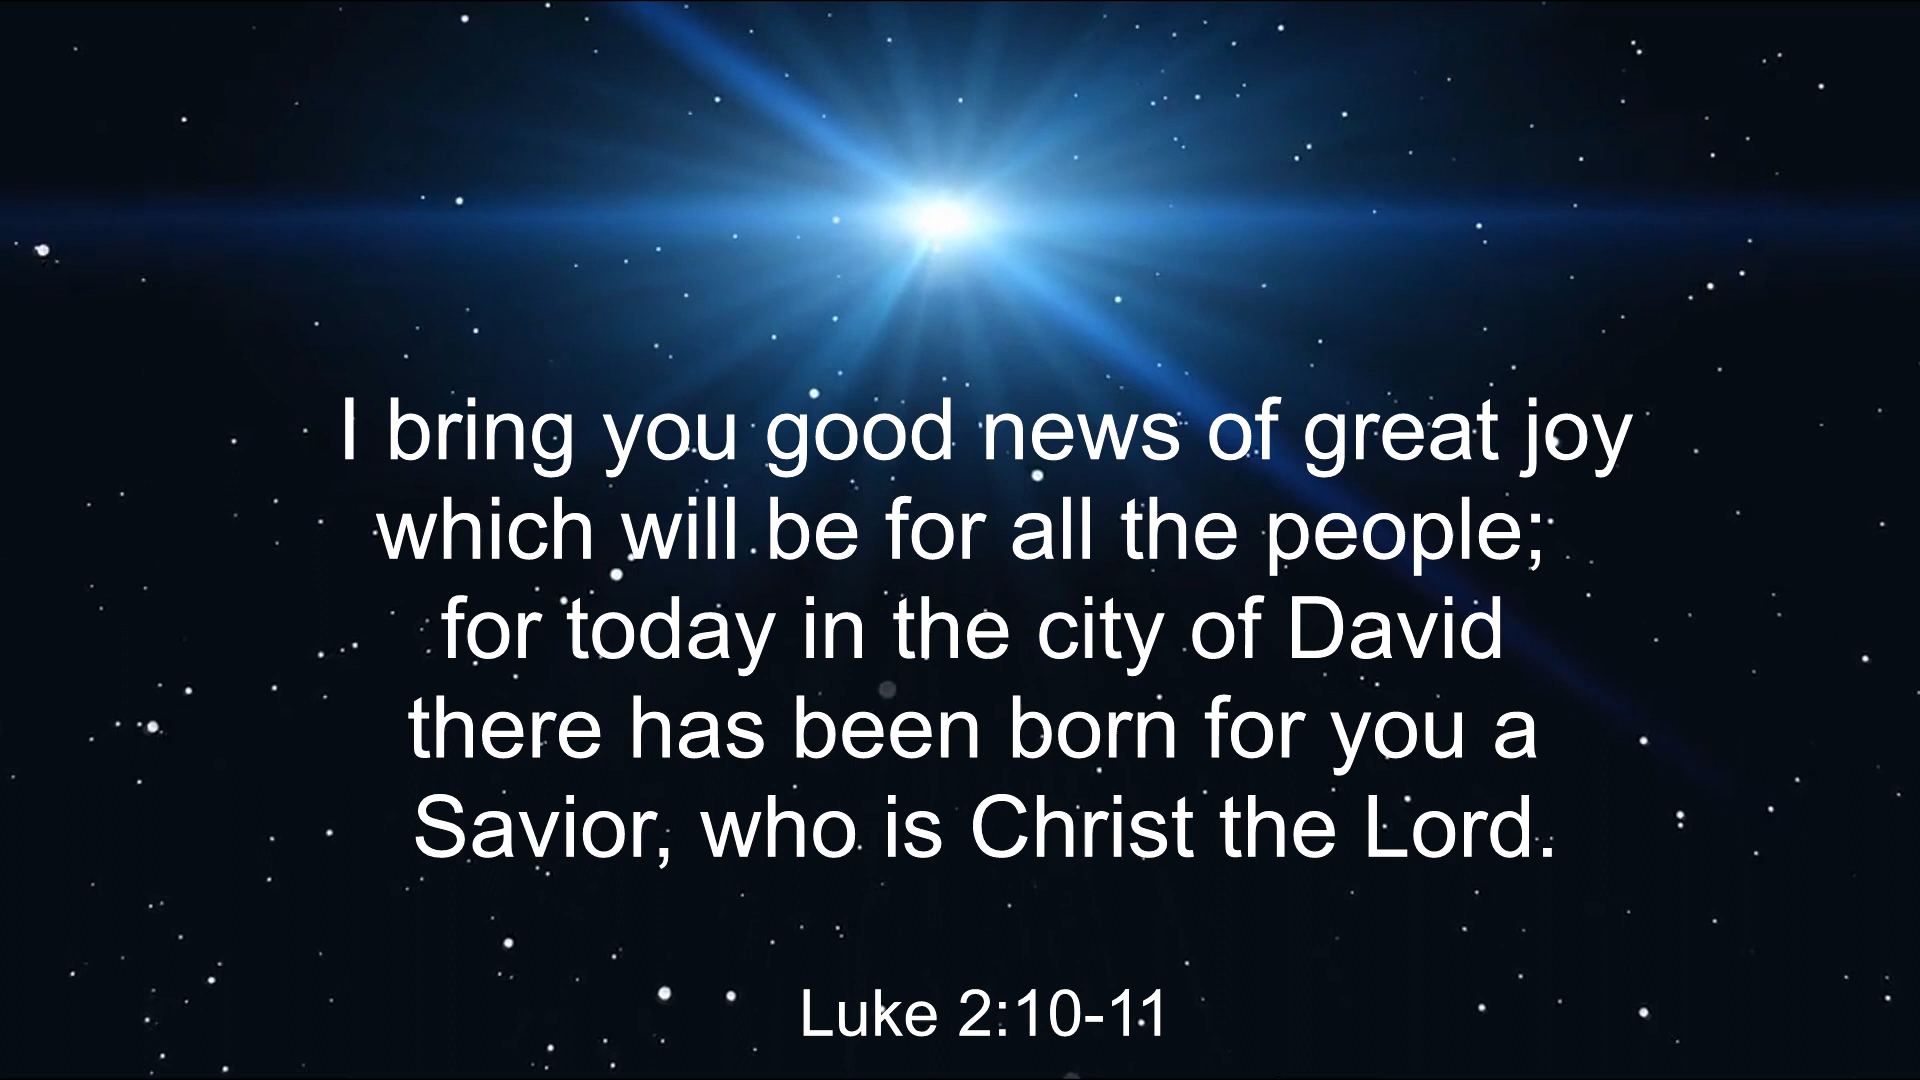 I bring you good news of great joy
which will be for all the people;
for today in the city of David
there has been born for you a
Savior, who is Christ the Lord.
Luke 2:10-11